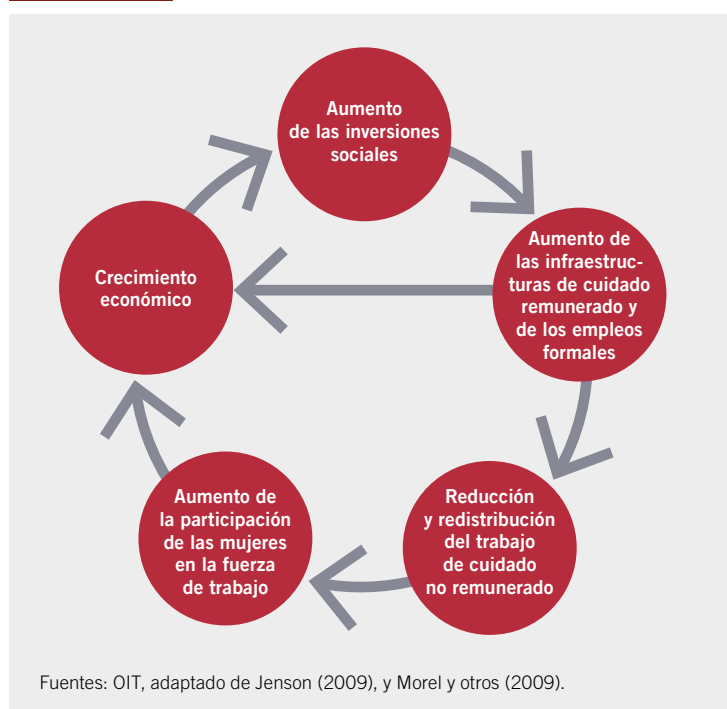 Aumento
de las inversiones
sociales
Aumento de
las infraestruc-
turas de cuidado
remunerado y
de los empleos
formales
Reducción
y redistribución
del trabajo
de cuidado
no remunerado
Aumento de
la participación
de las mujeres
en la fuerza
de trabajo
Crecimiento
económico
Fuentes: OIT, adaptado de Jenson (2009), y Morel y otros (2009).